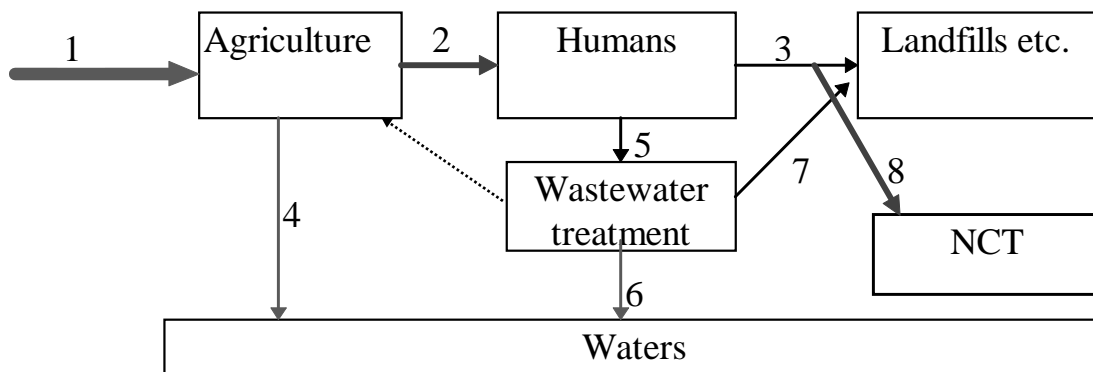 1
Agriculture
2
Humans
3
Landfills etc.
4
5
Wastewater
treatment
7
8
NCT
6
Waters